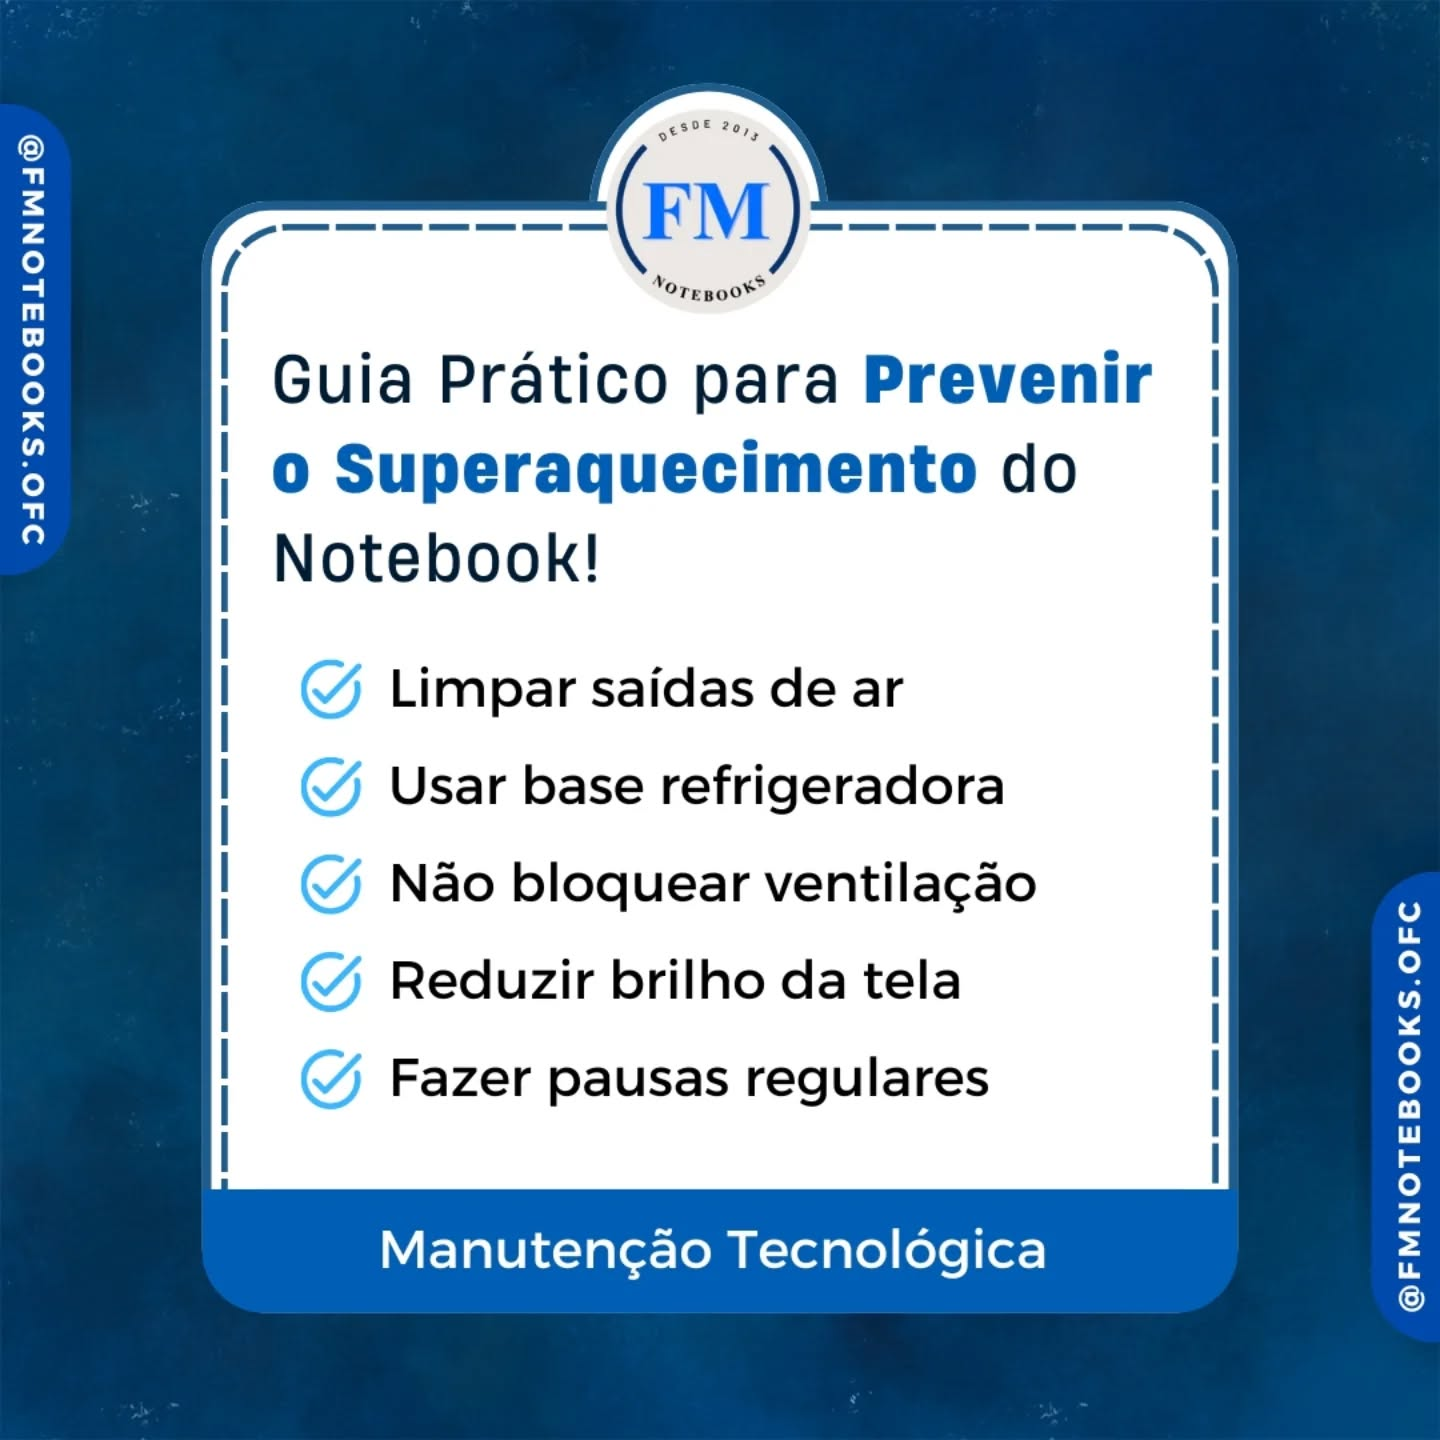 @FMNOTEBOOKS.OFC
DESDE 2013
FM
NOTEBOOKS
Guia Prático para Prevenir
o Superaquecimento do
Notebook!
Limpar saídas de ar
Usar base refrigeradora
Não bloquear ventilação
Reduzir brilho da tela
Fazer pausas regulares
Manutenção Tecnológica
@FMNOTEBOOKS.OFC